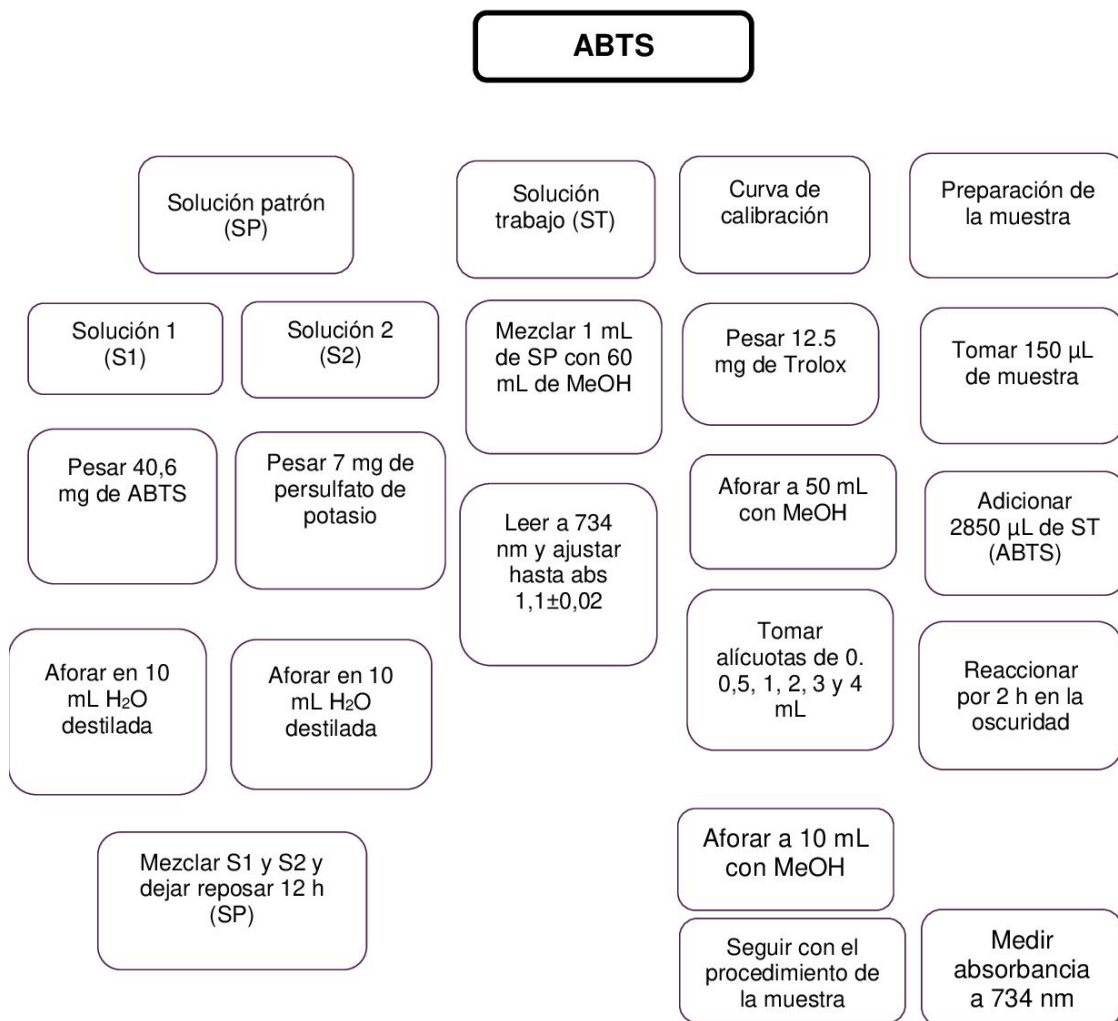 ABTS
Solución patrón
(SP)
Solución 1
(S1)
Solución 2
(S2)
Pesar 40,6
mg de ABTS
Pesar 7 mg de
persulfato de
potasio
Aforar en 10
mL H₂O
destilada
Aforar en 10
mL H₂O
destilada
Mezclar S1 y S2 y
dejar reposar 12 h
(SP)
Solución
trabajo (ST)
Mezclar 1 mL
de SP con 60
mL de MeOH
Leer a 734
nm y ajustar
hasta abs
1,1±0,02
Curva de
calibración
Pesar 12.5
mg de Trolox
Aforar a 50 mL
con MeOH
Tomar
alícuotas de 0.
0,5, 1, 2, 3 y 4
mL
Aforar a 10 mL
con MeOH
Seguir con el
procedimiento de
la muestra
Preparación de
la muestra
Tomar 150 µL
de muestra
Adicionar
2850 µL de ST
(ABTS)
Reaccionar
por 2 h en la
oscuridad
Medir
absorbancia
a 734 nm